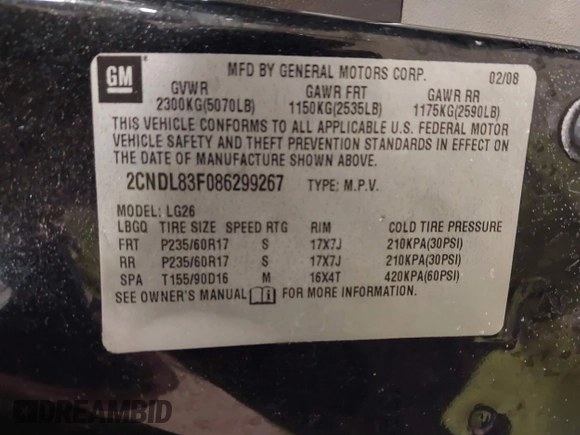 GM
MFD BY GENERAL MOTORS CORP. 02/08
GVWR GAWR FRT GAWR RR
2300KG(5070LB) 1150KG(2535LB) 1175KG(2590LB)
THIS VEHICLE CONFORMS TO ALL APPLICABLE U.S. FEDERAL MOTOR
VEHICLE SAFETY AND THEFT PREVENTION STANDARDS IN EFFECT ON
THE DATE OF MANUFACTURE SHOWN ABOVE.
2CNDL83F086299267 TYPE: M.P.V.
MODEL: LG26
LBGQ TIRE SIZE SPEED RTG RIM COLD TIRE PRESSURE
FRT P235/60R17 S 17X7J 210KPA(30PSI)
RR P235/60R17 S 17X7J 210KPA(30PSI)
SPA T155/90D16 M 16X4T 420KPA(60PSI)
SEE OWNER'S MANUAL FOR MORE INFORMATION.
DREAMBID